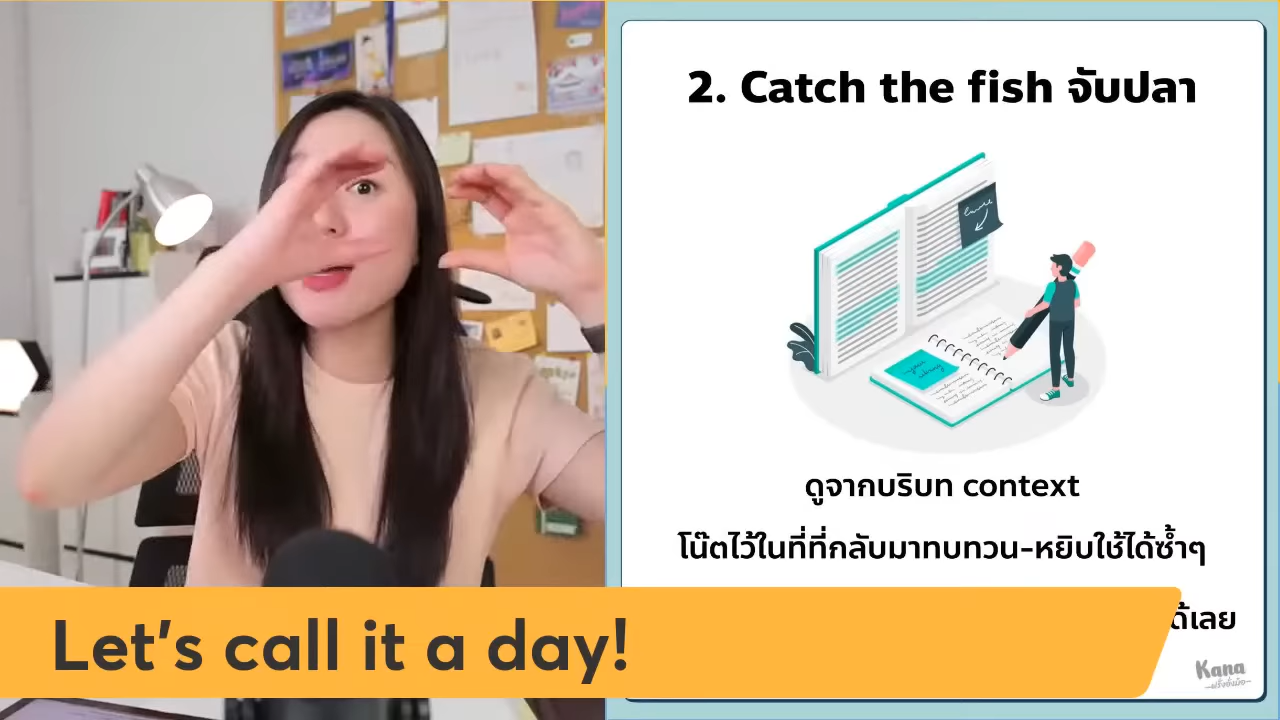 2. Catch the fish จับปลา
ดูจากบริบท context
โน๊ตไว้ในที่ที่กลับมาทบทวน-หยิบใช้ได้ซ้ำๆ
ด้เลย
Let's call it a day!
Kana